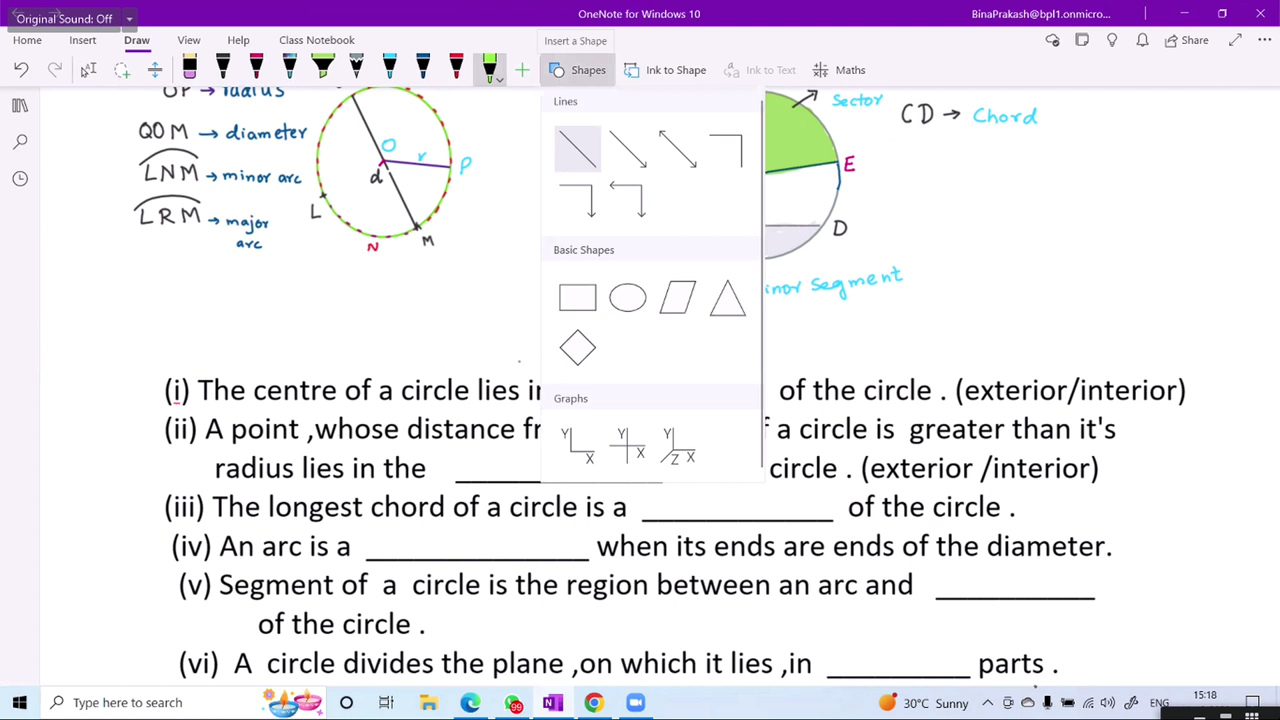 Original Sound: Off
OneNote for Windows 10
BinaPrakash@bpl1.onmicro...
Home Insert Draw View Help Class Notebook
Insert a Shape
Share
Shapes
Ink to Shape
Ink to Text
Maths
Lines
Basic Shapes
Graphs
Y X Y X Y Z X
OP → radius
QOM → diameter
LNM → minor arc
LRM → major
arc
O
r
P
d
L
N
M
Sector
CD → Chord
E
D
Segment
(i) The centre of a circle lies in of the circle . (exterior/interior)
(ii) A point ,whose distance of a circle is greater than it's
radius lies in the ____________ circle . (exterior /interior)
(iii) The longest chord of a circle is a ____________ of the circle .
(iv) An arc is a ______________ when its ends are ends of the diameter.
(v) Segment of a circle is the region between an arc and __________
of the circle .
(vi) A circle divides the plane ,on which it lies ,in _________ parts .
Type here to search
99
30°C Sunny
ENG
15:18